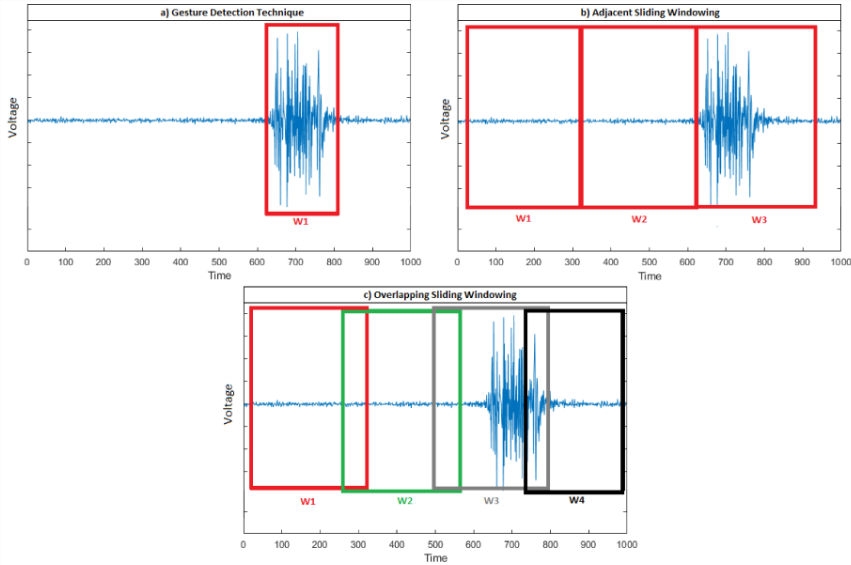 a) Gesture Detection Technique
Voltage
W1
0 100 200 300 400 500 600 700 800 900 1000
Time
b) Adjacent Sliding Windowing
Voltage
W1 W2 W3
0 100 200 300 400 500 600 700 800 900 1000
Time
c) Overlapping Sliding Windowing
Voltage
W1 W2 W3 W4
0 100 200 300 400 500 600 700 800 900 1000
Time